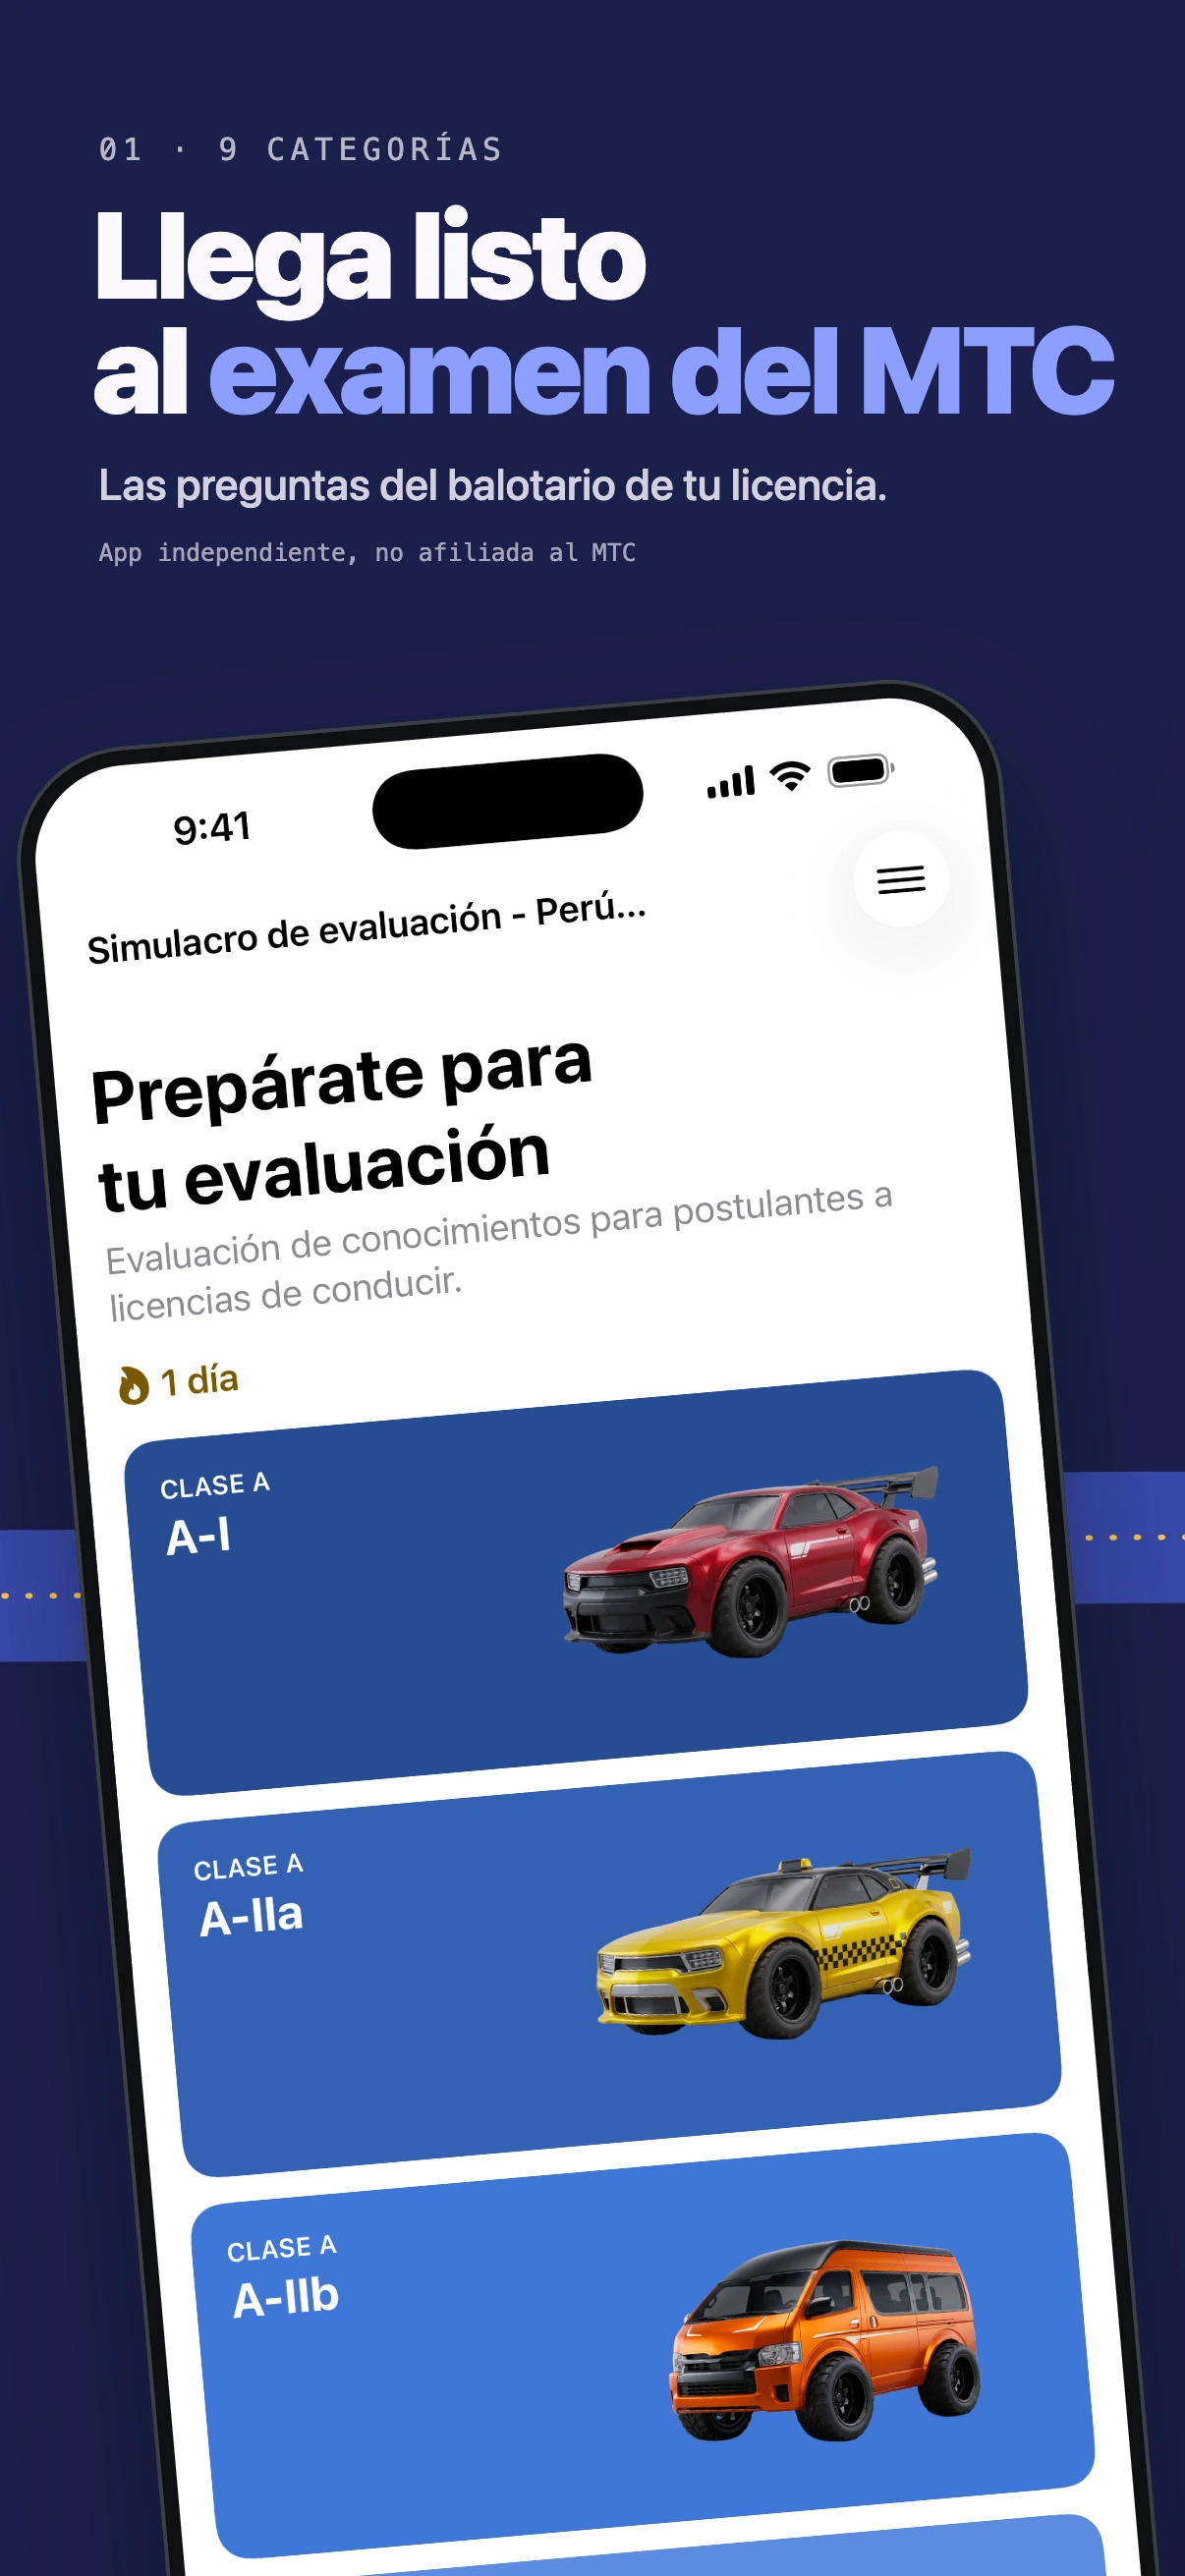 01 · 9 CATEGORÍAS
Llega listo
al examen del MTC
Las preguntas del balotario de tu licencia.
App independiente, no afiliada al MTC
9:41
Simulacro de evaluación - Perú...
Prepárate para
tu evaluación
Evaluación de conocimientos para postulantes a
licencias de conducir.
1 día
CLASE A
A-I
CLASE A
A-IIa
CLASE A
A-IIb